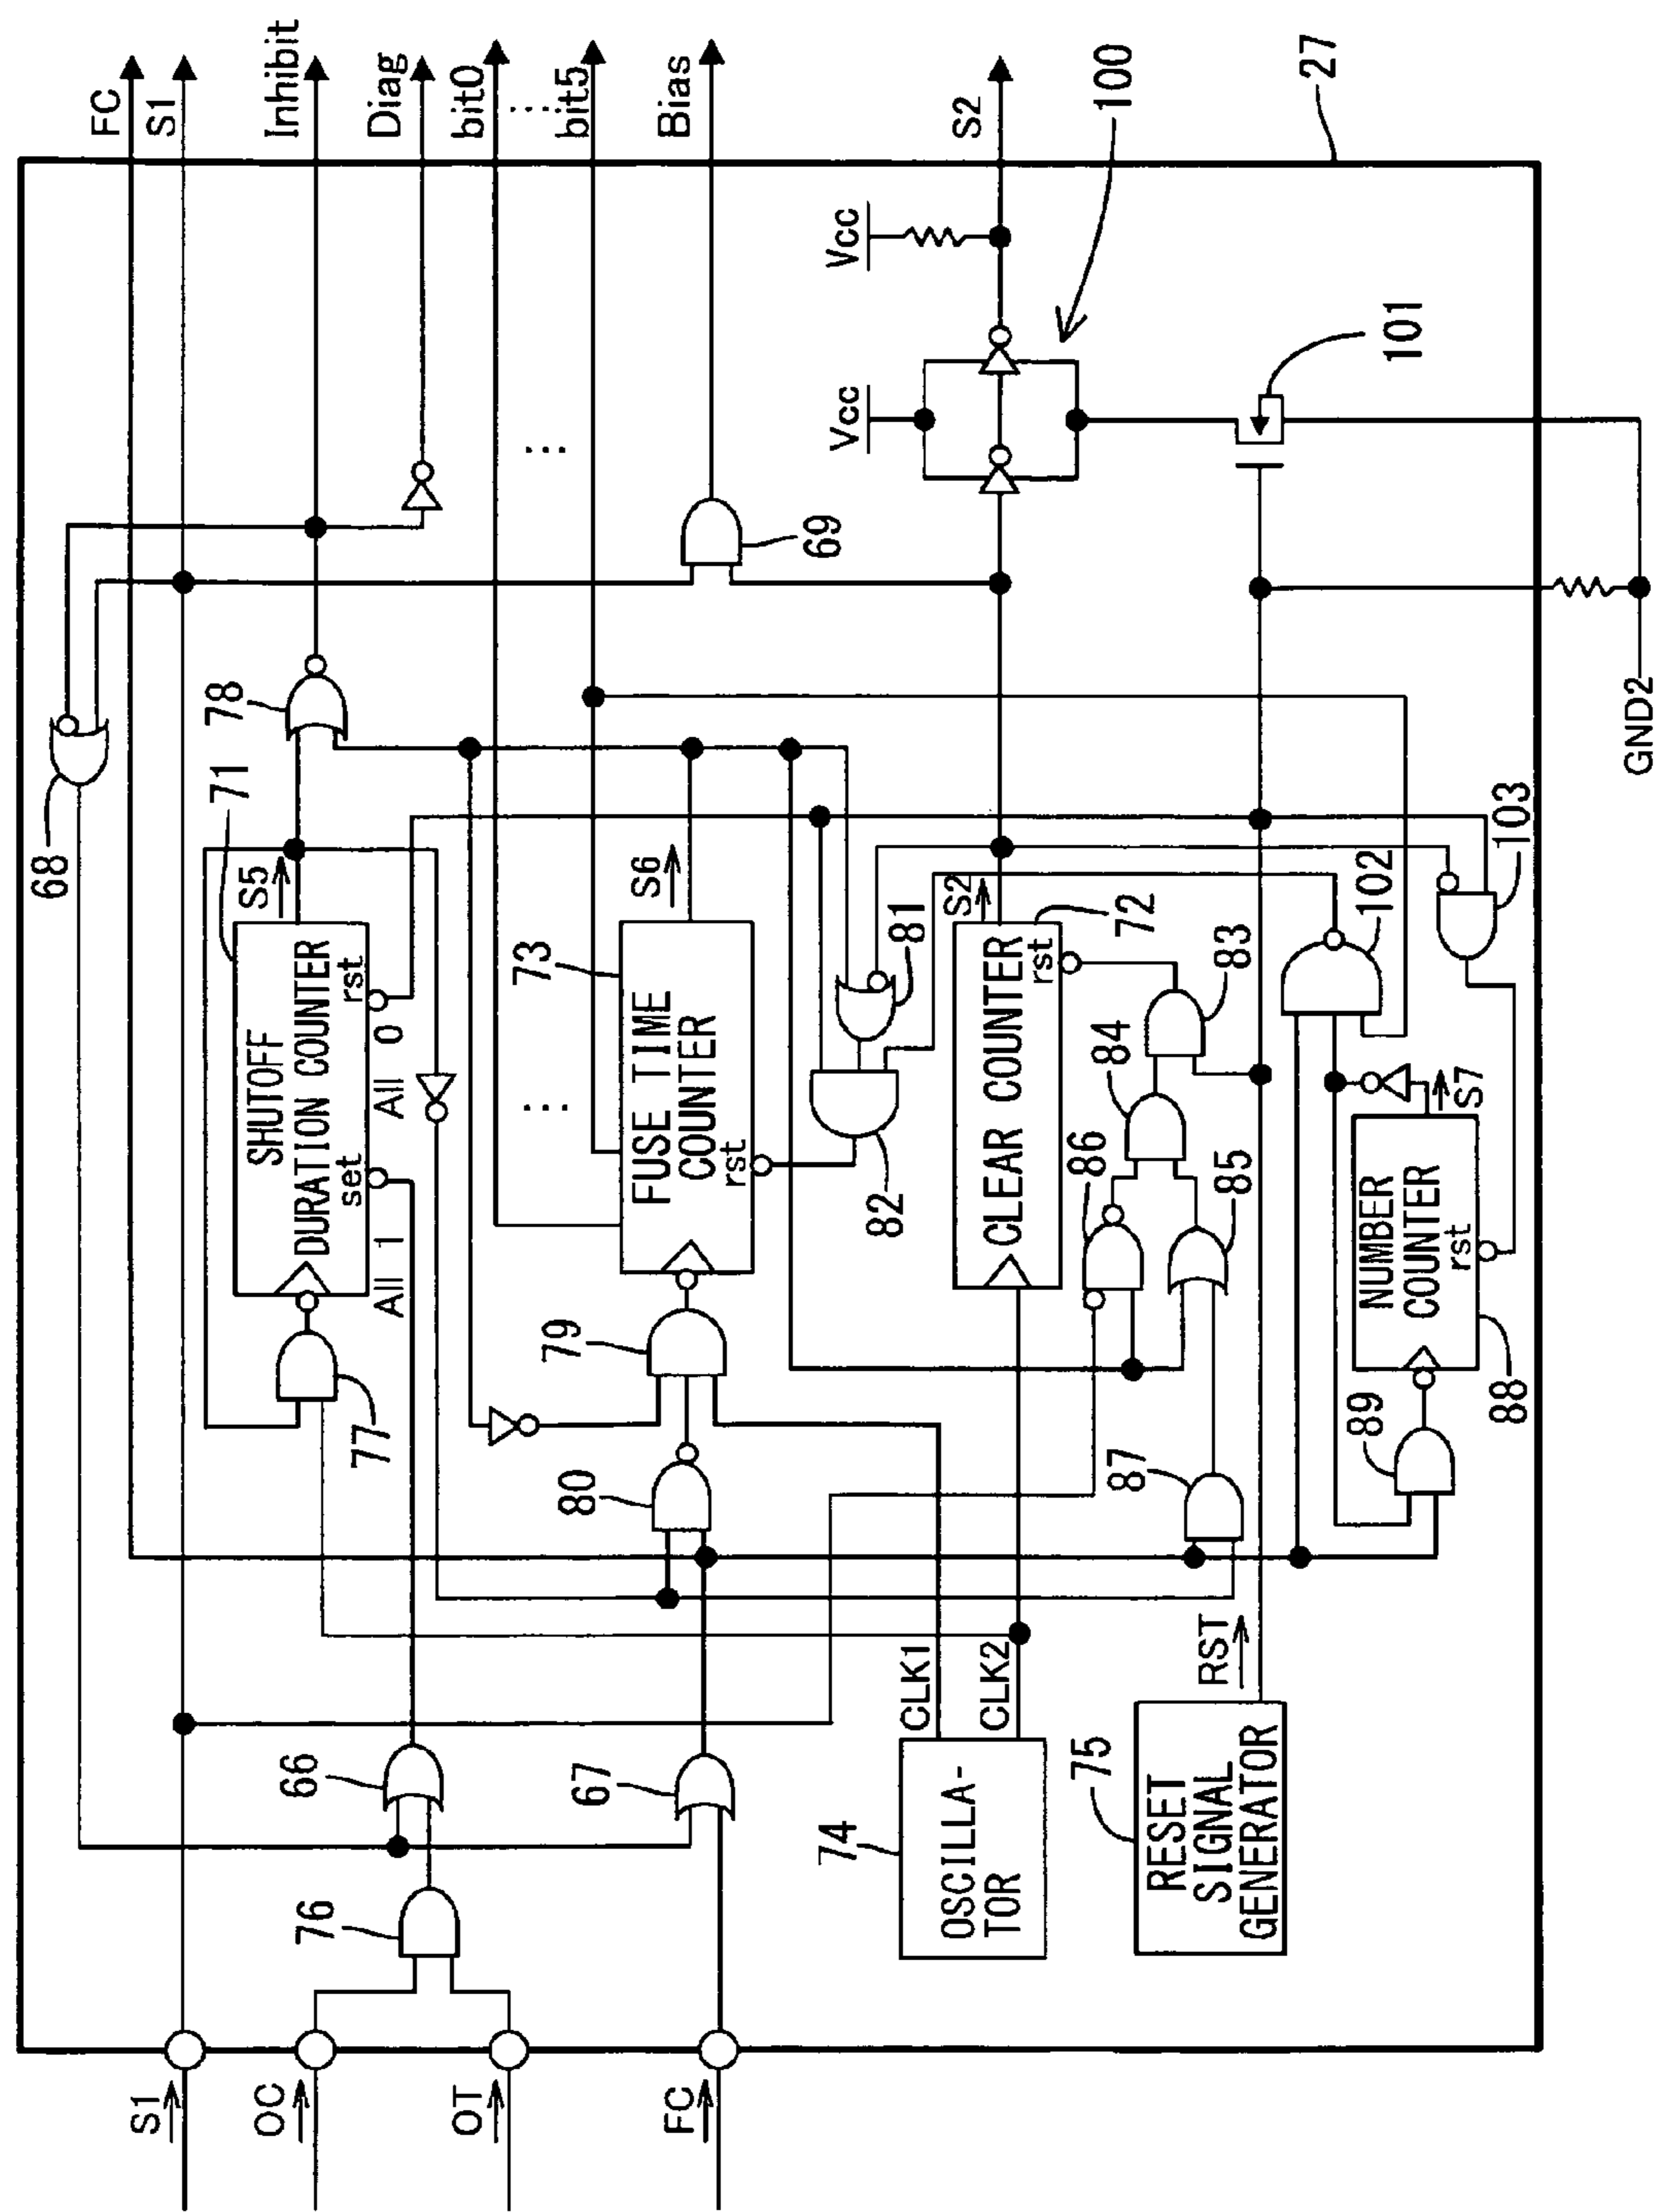 FC
S1
Inhibit
Diag
bit0
...
bit5
Bias
S2
100
27
Vcc
Vcc
101
69
...
78
68
71
S5
S6
S2
73
81
72
103
102
GND2
SHUTOFF
DURATION COUNTER
set
rst
All 1
All 0
...
FUSE TIME
COUNTER
rst
82
CLEAR COUNTER
rst
83
84
85
86
S7
NUMBER
COUNTER
rst
88
77
79
80
87
89
66
67
CLK1
CLK2
RST
74
OSCILLA-
TOR
75
RESET
SIGNAL
GENERATOR
76
S1
OC
OT
FC